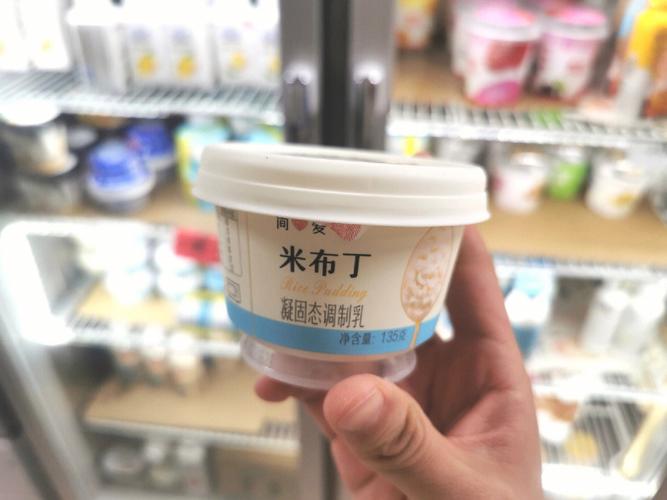 简爱
米布丁
Rice Pudding
凝固态调制乳
净含量: 135克